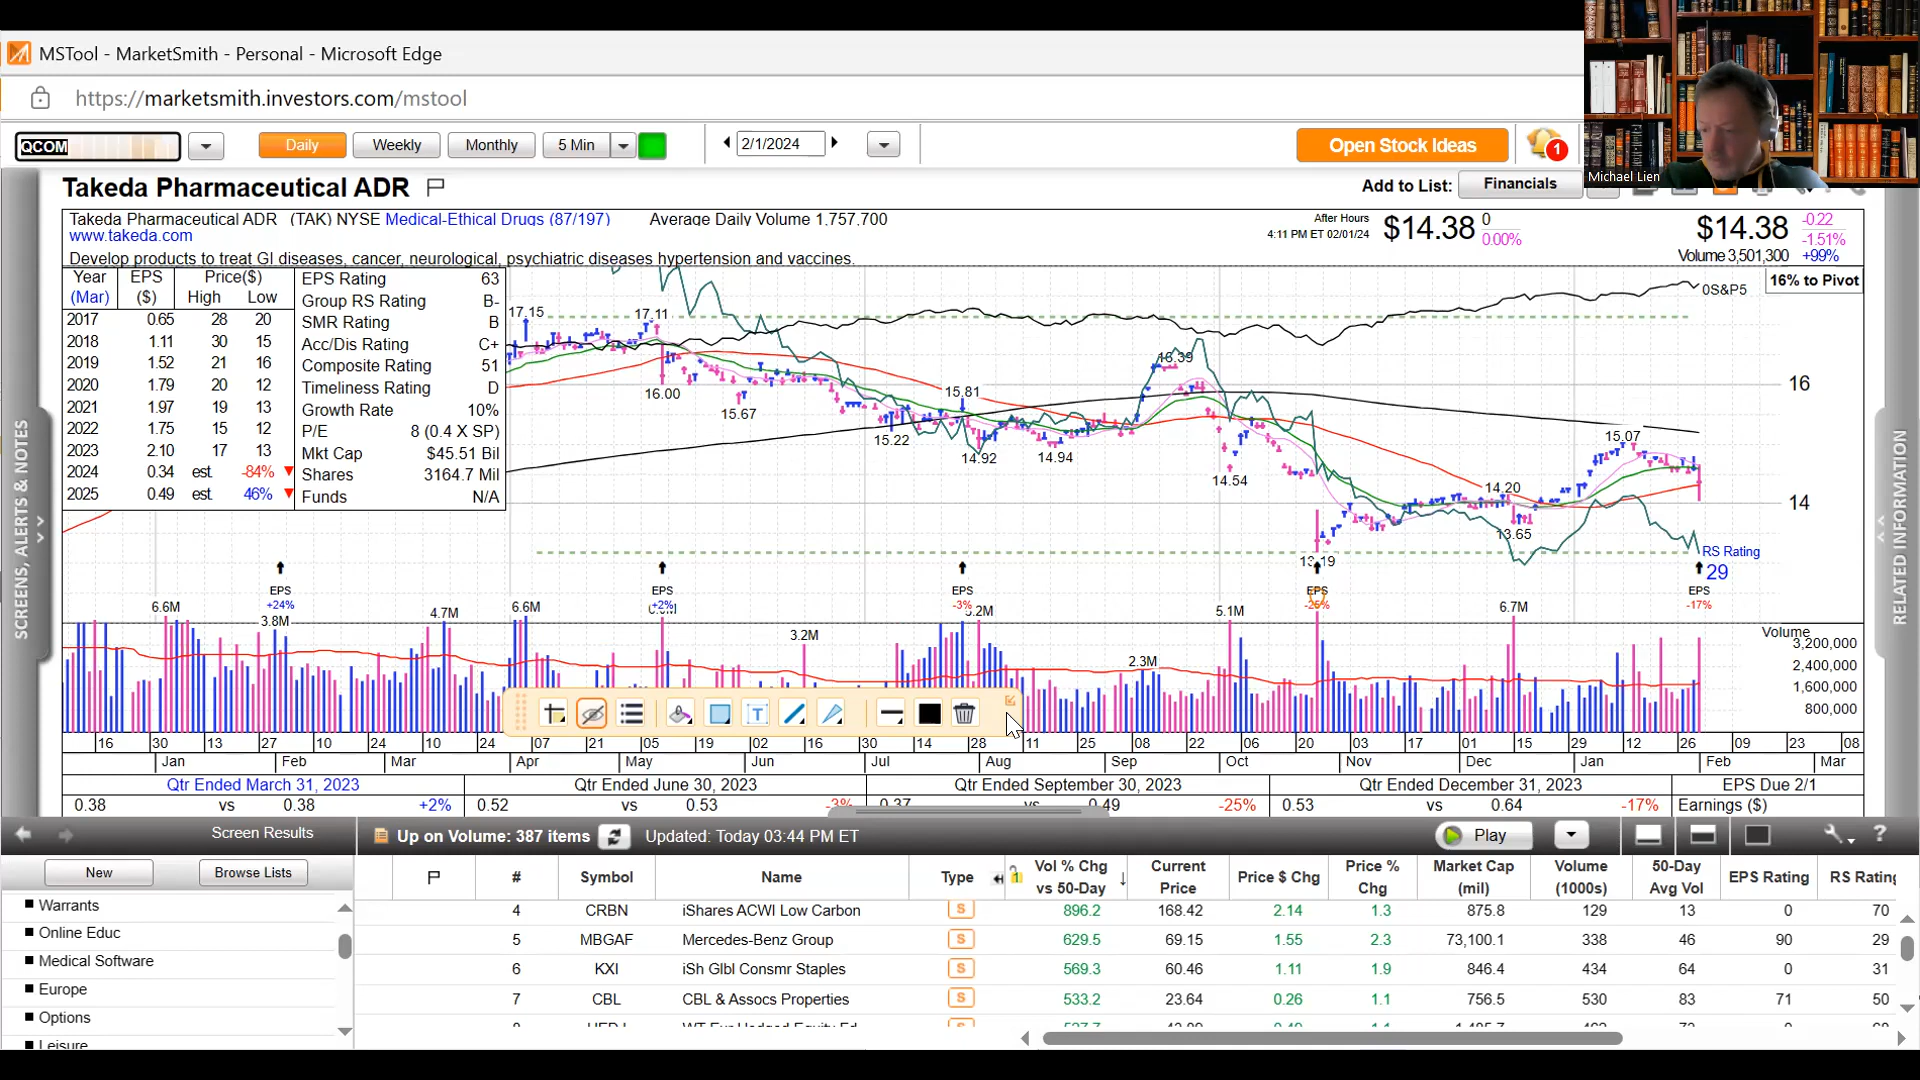 MSTool - MarketSmith - Personal - Microsoft Edge
https://marketsmith.investors.com/mstool
QCOM Daily Weekly Monthly 5 Min 2/1/2024 Open Stock Ideas 1
Michael Lien
Takeda Pharmaceutical ADR Add to List: Financials
Takeda Pharmaceutical ADR (TAK) NYSE Medical-Ethical Drugs (87/197) Average Daily Volume 1,757,700
www.takeda.com
Develop products to treat GI diseases, cancer, neurological, psychiatric diseases hypertension and vaccines.
After Hours
4:11 PM ET 02/01/24
$14.38 0
0.00%
$14.38 -0.22
-1.51%
Volume 3,501,300 +99%
16% to Pivot
Year EPS Price($)
(Mar) ($) High Low
2017 0.65 28 20
2018 1.11 30 15
2019 1.52 21 16
2020 1.79 20 12
2021 1.97 19 13
2022 1.75 15 12
2023 2.10 17 13
2024 0.34 est. -84%
2025 0.49 est. 46%
EPS Rating 63
Group RS Rating B-
SMR Rating B
Acc/Dis Rating C+
Composite Rating 51
Timeliness Rating D
Growth Rate 10%
P/E 8 (0.4 X SP)
Mkt Cap $45.51 Bil
Shares 3164.7 Mil
Funds N/A
0S&P5
17.15 17.11
16.00
15.67
15.22
15.81
14.92
14.94
16.39
14.54
13.19
14.20
13.65
15.07
16
14
RS Rating
29
EPS EPS EPS EPS EPS
+24% +2% -3% -25% -17%
6.6M 3.8M 4.7M 6.6M 3.2M 5.2M 2.3M 5.1M 6.7M
Volume
3,200,000
2,400,000
1,600,000
800,000
T
16 30 13 27 10 24 10 24 07 21 05 19 02 16 30 14 28 11 25 08 22 06 20 03 17 01 15 29 12 26 09 23 08
Jan Feb Mar Apr May Jun Jul Aug Sep Oct Nov Dec Jan Feb Mar
Qtr Ended March 31, 2023 Qtr Ended June 30, 2023 Qtr Ended September 30, 2023 Qtr Ended December 31, 2023 EPS Due 2/1
0.38 vs 0.38 +2% 0.52 vs 0.53 -3% 0.37 vs 0.49 -25% 0.53 vs 0.64 -17% Earnings ($)
SCREENS, ALERTS & NOTES
RELATED INFORMATION
Screen Results
Up on Volume: 387 items Updated: Today 03:44 PM ET Play ?
New Browse Lists
Warrants
Online Educ
Medical Software
Europe
Options
Leisure
# Symbol Name Type 1 Vol % Chg vs 50-Day Current Price Price $ Chg Price % Chg Market Cap (mil) Volume (1000s) 50-Day Avg Vol EPS Rating RS Rating
4 CRBN iShares ACWI Low Carbon S 896.2 168.42 2.14 1.3 875.8 129 13 0 70
5 MBGAF Mercedes-Benz Group S 629.5 69.15 1.55 2.3 73,100.1 338 46 90 29
6 KXI iSh Glbl Consmr Staples S 569.3 60.46 1.11 1.9 846.4 434 64 0 31
7 CBL CBL & Assocs Properties S 533.2 23.64 0.26 1.1 756.5 530 83 71 50